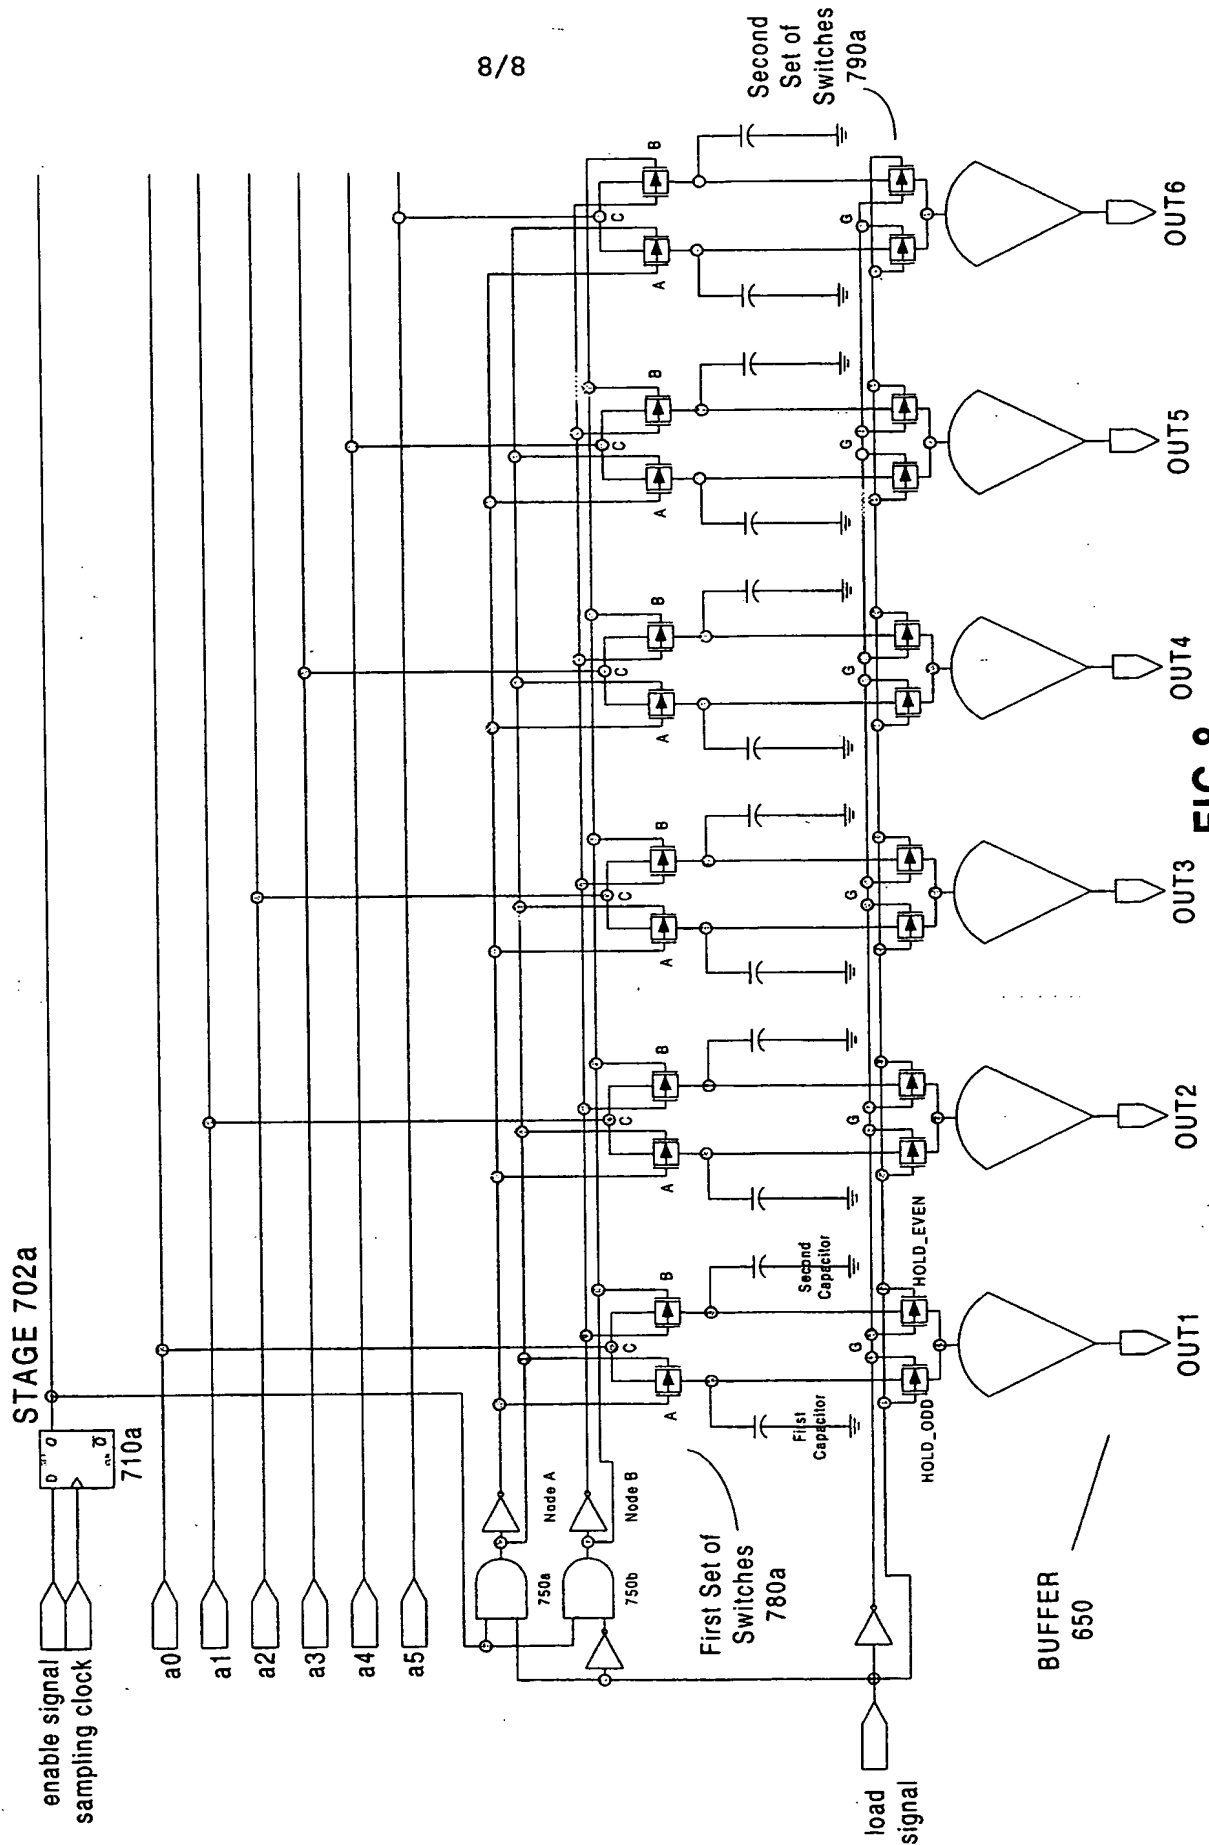 8/8
STAGE 702a
enable signal
sampling clock
D
Q
Q
710a
a0
a1
a2
a3
a4
a5
750a
750b
Node A
Node B
First Set of
Switches
780a
Second
Set of
Switches
790a
A
C
B
A
C
B
A
C
B
A
C
B
A
C
B
A
C
B
First
Capacitor
Second
Capacitor
G
G
G
G
G
G
HOLD_ODD
HOLD_EVEN
load
signal
BUFFER
650
OUT1
OUT2
OUT3
OUT4
OUT5
OUT6